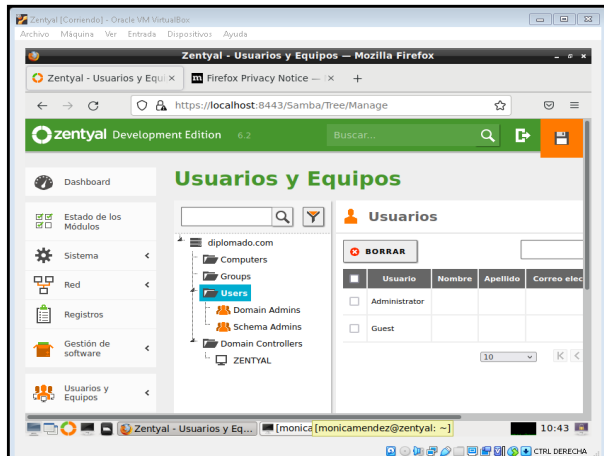 Zentyal [Corriendo] - Oracle VM VirtualBox
Archivo Máquina Ver Entrada Dispositivos Ayuda
Zentyal - Usuarios y Equipos — Mozilla Firefox
Zentyal - Usuarios y Equi
Firefox Privacy Notice —
https://localhost:8443/Samba/Tree/Manage
zentyal Development Edition 6.2
Buscar...
Dashboard
Estado de los
Módulos
Sistema
Red
Registros
Gestión de
software
Usuarios y
Equipos
Usuarios y Equipos
diplomado.com
Computers
Groups
Users
Domain Admins
Schema Admins
Domain Controllers
ZENTYAL
Usuarios
BORRAR
Usuario Nombre Apellido Correo elec
Administrator
Guest
10
Zentyal - Usuarios y Eq...
[monica
[monicamendez@zentyal: ~]
10:43
CTRL DERECHA